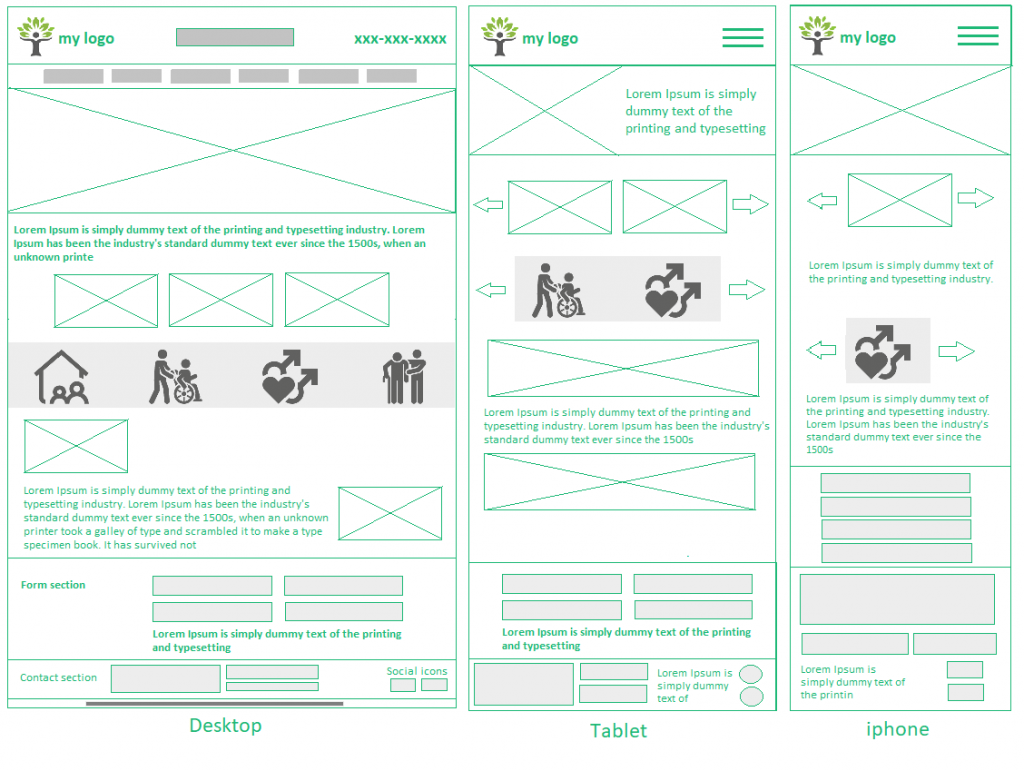 my logo
xxx-xxx-xxxx
Lorem Ipsum is simply dummy text of the printing and typesetting industry. Lorem
Ipsum has been the industry's standard dummy text ever since the 1500s, when an
unknown printe
Lorem Ipsum is simply dummy text of the printing and
typesetting industry. Lorem Ipsum has been the industry's
standard dummy text ever since the 1500s, when an unknown
printer took a galley of type and scrambled it to make a type
specimen book. It has survived not
Form section
Lorem Ipsum is simply dummy text of the printing
and typesetting
Contact section
Social icons
Desktop
my logo
Lorem Ipsum is simply
dummy text of the
printing and typesetting
Lorem Ipsum is simply dummy text of the printing and
typesetting industry. Lorem Ipsum has been the industry's
standard dummy text ever since the 1500s
Lorem Ipsum is simply dummy text of the printing
and typesetting
Lorem Ipsum is
simply dummy
text of
Tablet
my logo
Lorem Ipsum is simply dummy text of
the printing and typesetting industry.
Lorem Ipsum is simply dummy text of
the printing and typesetting industry.
Lorem Ipsum has been the industry's
standard dummy text ever since the
1500s
Lorem Ipsum is
simply dummy text of
the printin
iphone